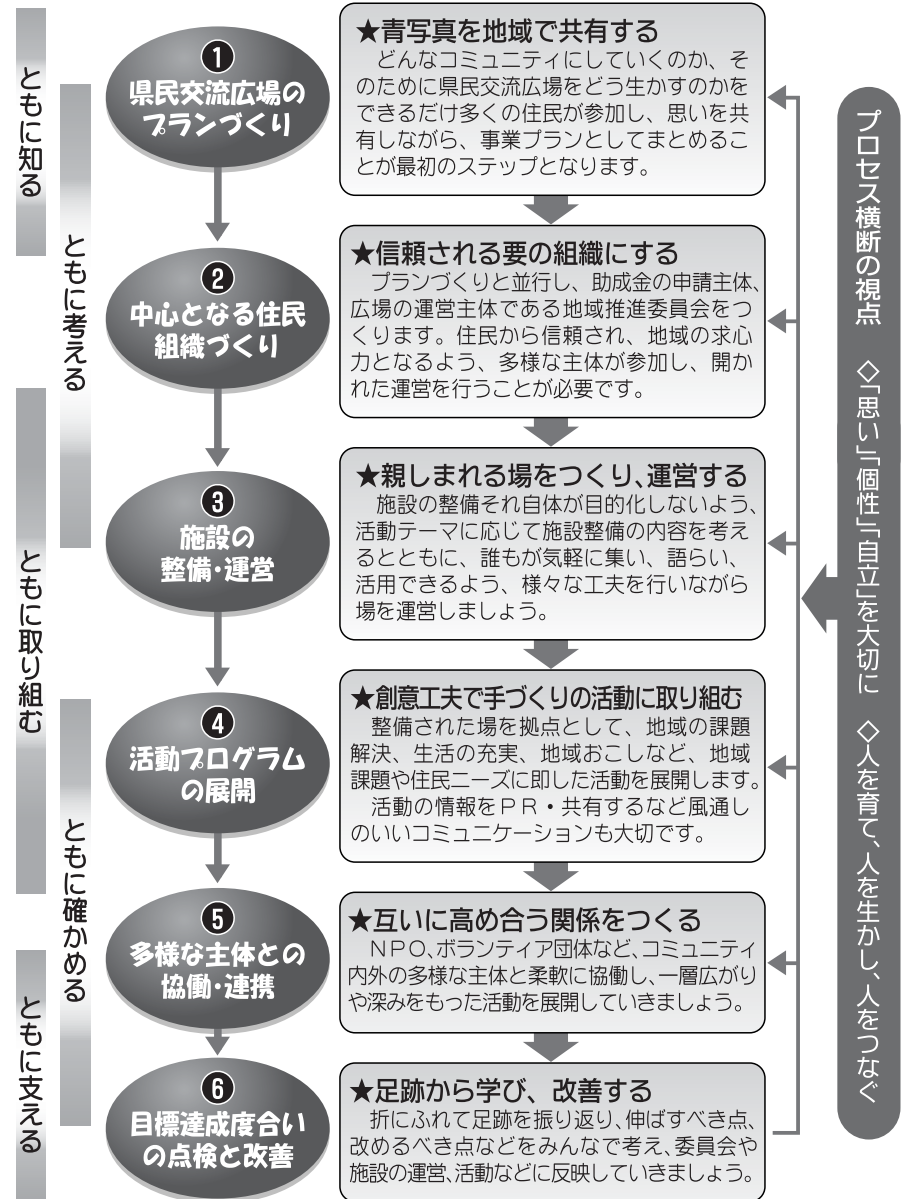 ともに知る
ともに考える
ともに取り組む
ともに確かめる
ともに支える
❶
県民交流広場の
プランづくり
★青写真を地域で共有する
どんなコミュニティにしていくのか、そ
のために県民交流広場をどう生かすのかを
できるだけ多くの住民が参加し、思いを共
有しながら、事業プランとしてまとめるこ
とが最初のステップとなります。
❷
中心となる住民
組織づくり
★信頼される要の組織にする
プランづくりと並行し、助成金の申請主体、
広場の運営主体である地域推進委員会をつ
くります。住民から信頼され、地域の求心
力となるよう、多様な主体が参加し、開か
れた運営を行うことが必要です。
❸
施設の
整備・運営
★親しまれる場をつくり、運営する
施設の整備それ自体が目的化しないよう、
活動テーマに応じて施設整備の内容を考え
るとともに、誰もが気軽に集い、語らい、
活用できるよう、様々な工夫を行いながら
場を運営しましょう。
❹
活動プログラム
の展開
★創意工夫で手づくりの活動に取り組む
整備された場を拠点として、地域の課題
解決、生活の充実、地域おこしなど、地域
課題や住民ニーズに即した活動を展開します。
活動の情報をPR・共有するなど風通し
のいいコミュニケーションも大切です。
❺
多様な主体との
協働・連携
★互いに高め合う関係をつくる
NPO、ボランティア団体など、コミュニティ
内外の多様な主体と柔軟に協働し、一層広がり
や深みをもった活動を展開していきましょう。
❻
目標達成度合い
の点検と改善
★足跡から学び、改善する
折にふれて足跡を振り返り、伸ばすべき点、
改めるべき点などをみんなで考え、委員会や
施設の運営、活動などに反映していきましょう。
プロセス横断の視点　◇「思い」「個性」「自立」を大切に　◇人を育て、人を生かし、人をつなぐ